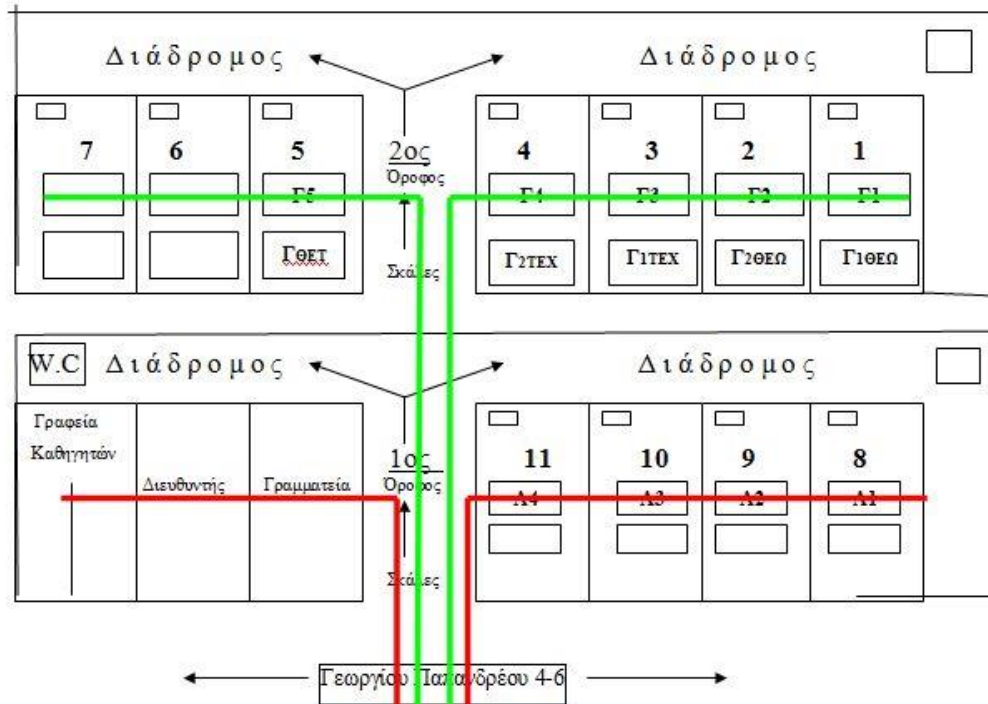 Διάδρομος Διάδρομος
7 6 5 2ος 4 3 2 1
Όροφος
Γ5 Γ4 Γ3 Γ2 Γ1
ΓΘΕΤ Σκάλες Γ2ΤΕΧ Γ1ΤΕΧ Γ2ΘΕΩ Γ1ΘΕΩ
W.C Διάδρομος Διάδρομος
Γραφεία
Καθηγητών 1ος 11 10 9 8
Διευθυντής Γραμματεία Όροφος Α4 Α3 Α2 Α1
Σκάλες
Γεωργίου Παπανδρέου 4-6